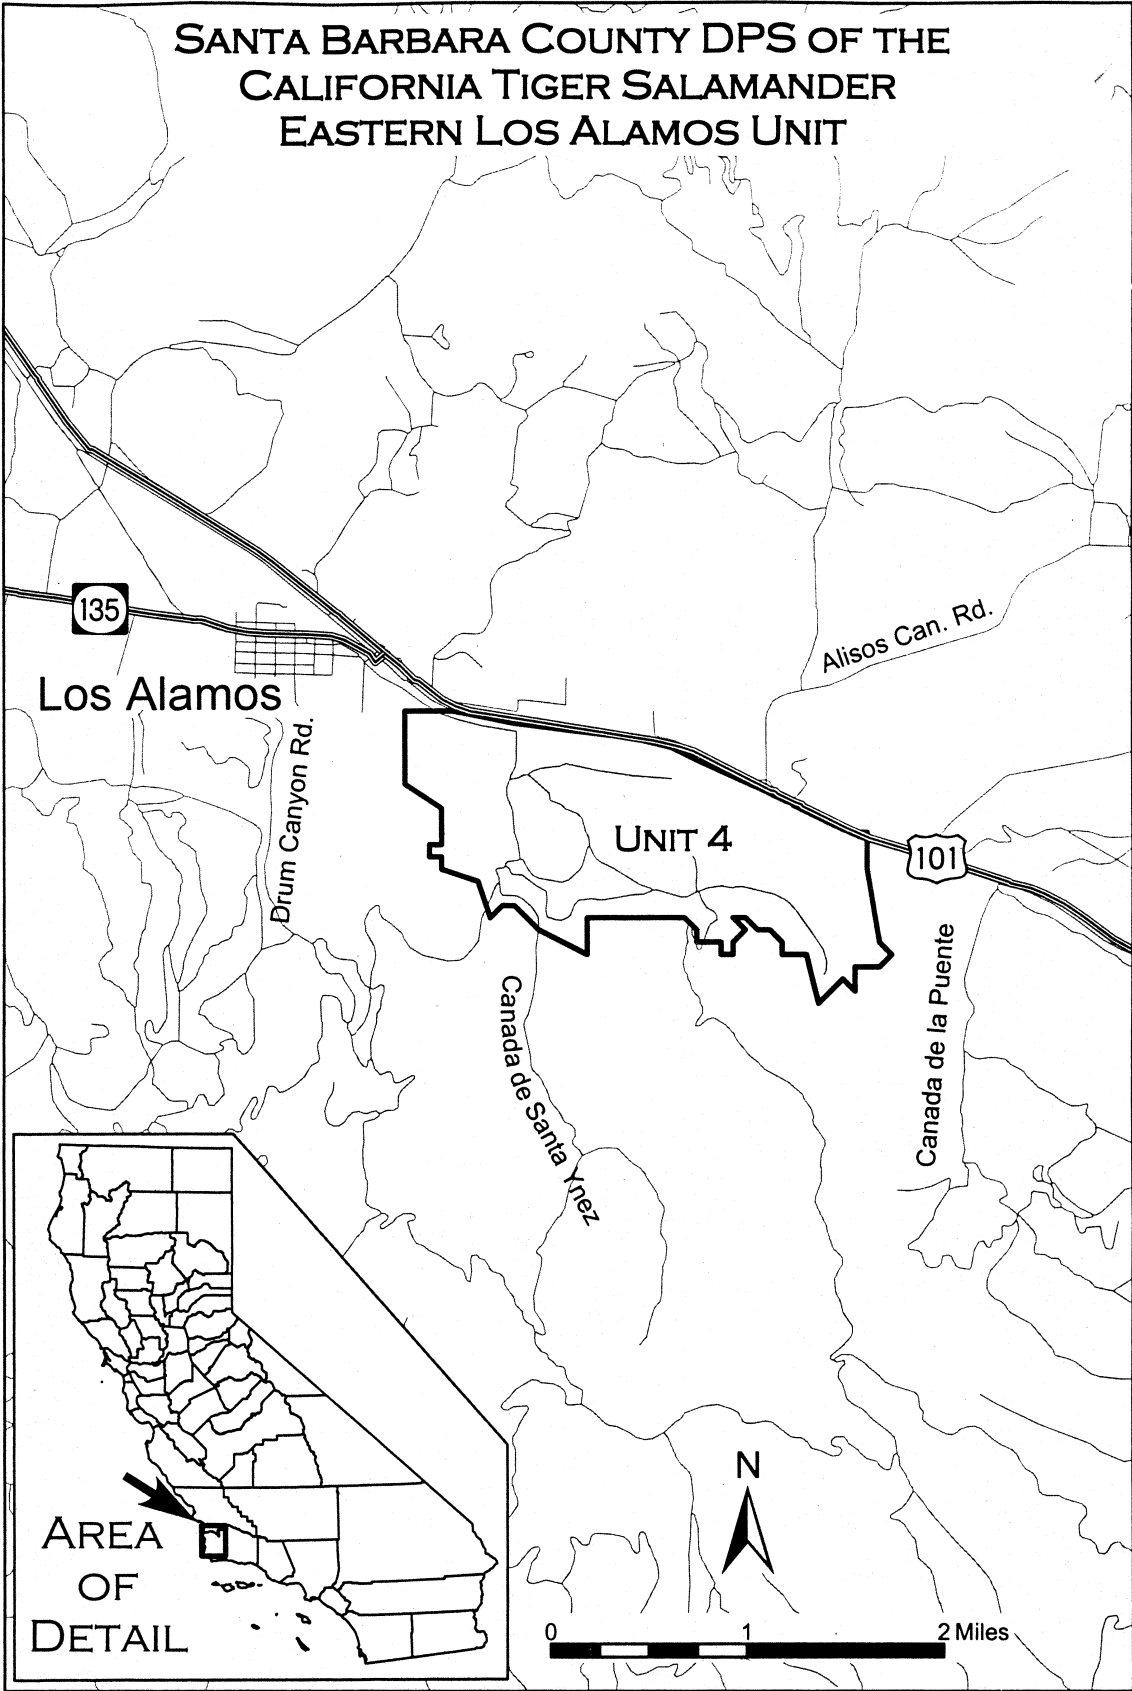 SANTA BARBARA COUNTY DPS OF THE
CALIFORNIA TIGER SALAMANDER
EASTERN LOS ALAMOS UNIT
135
Alisos Can. Rd.
Los Alamos
Drum Canyon Rd.
UNIT 4
101
Canada de la Puente
Canada de Santa Ynez
N
AREA
OF
DETAIL
0 1 2 Miles